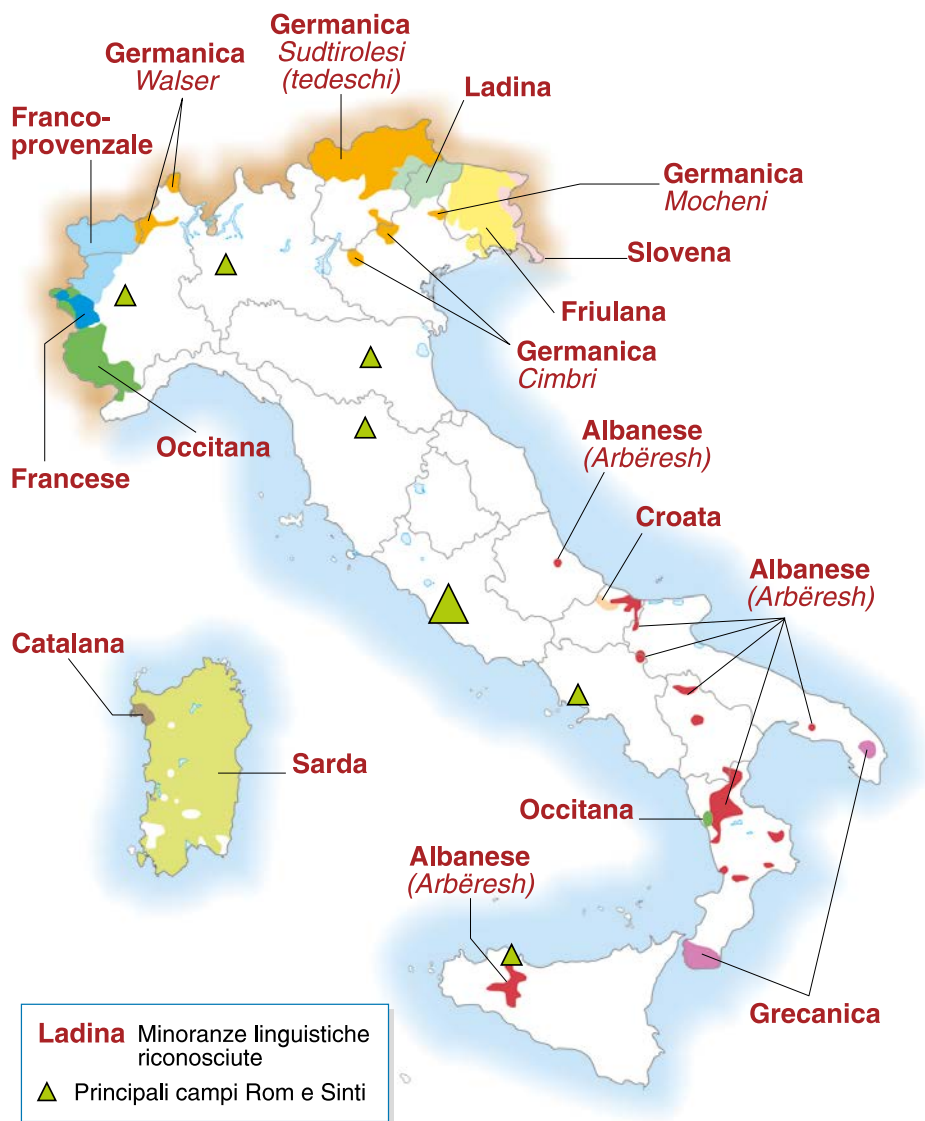 Germanica
Sudtirolesi
(tedeschi)
Germanica
Walser
Ladina
Franco-
provenzale
Germanica
Mocheni
Slovena
Friulana
Germanica
Cimbri
Occitana
Francese
Albanese
(Arbëresh)
Croata
Albanese
(Arbëresh)
Catalana
Sarda
Occitana
Albanese
(Arbëresh)
Grecanica
Ladina Minoranze linguistiche
riconosciute
Principali campi Rom e Sinti